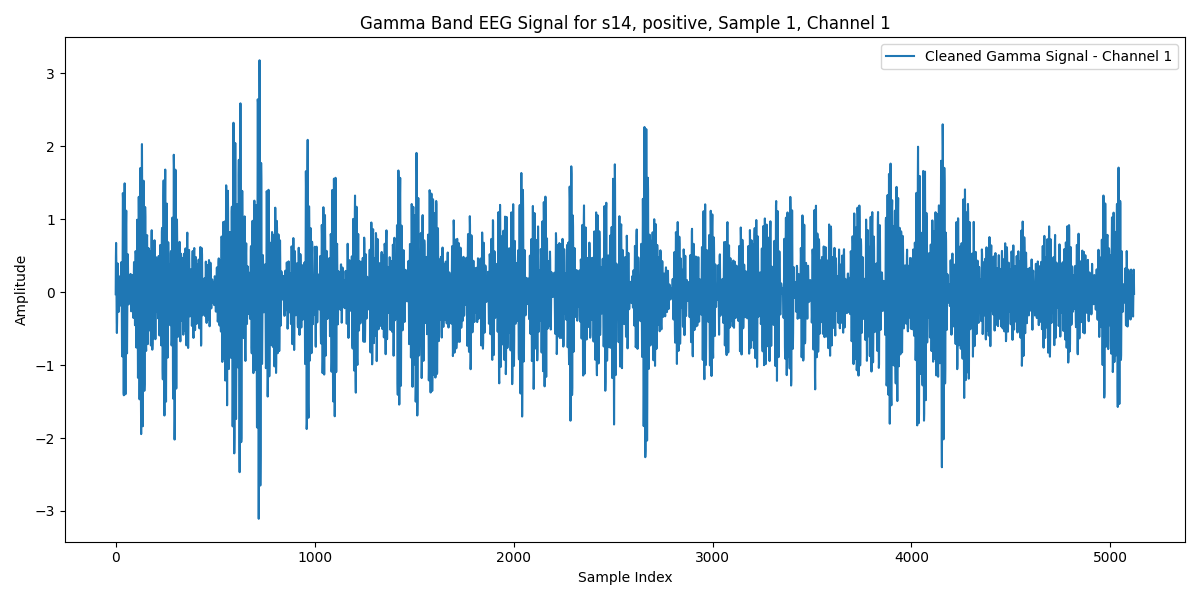 Gamma Band EEG Signal for s14, positive, Sample 1, Channel 1
Cleaned Gamma Signal - Channel 1
Amplitude
3
2
1
0
−1
−2
−3
0 1000 2000 3000 4000 5000
Sample Index